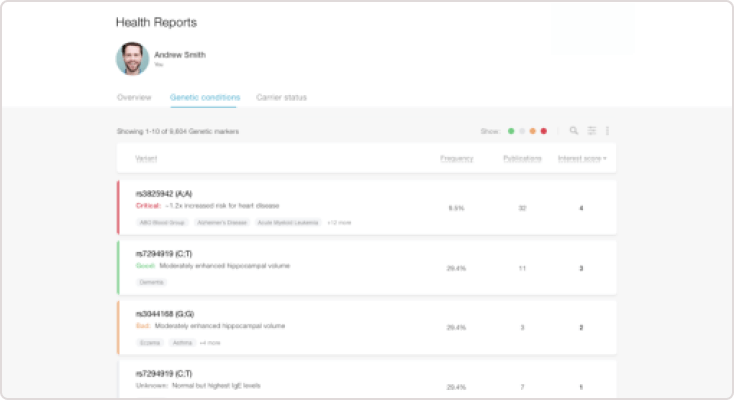 Health Reports
Andrew Smith
You
Overview Genetic conditions Carrier status
Showing 1-10 of 9,604 Genetic markers Show:
Variant Frequency Publications Interest score
rs3825942 (A;A)
Critical: ~1.2x increased risk for heart disease 32 4
ABO Blood Group Alzheimer's Disease Acute Myeloid Leukemia +12 more
rs7294919 (C;T)
Good: Moderately enhanced hippocampal volume 29.4% 11 3
Dementia
rs3044168 (G;G)
Bad: Moderately enhanced hippocampal volume 29.4% 3 2
Eczema Asthma +4 more
rs7294919 (C;T)
Unknown: Normal but highest IgE levels 29.4% 7 1